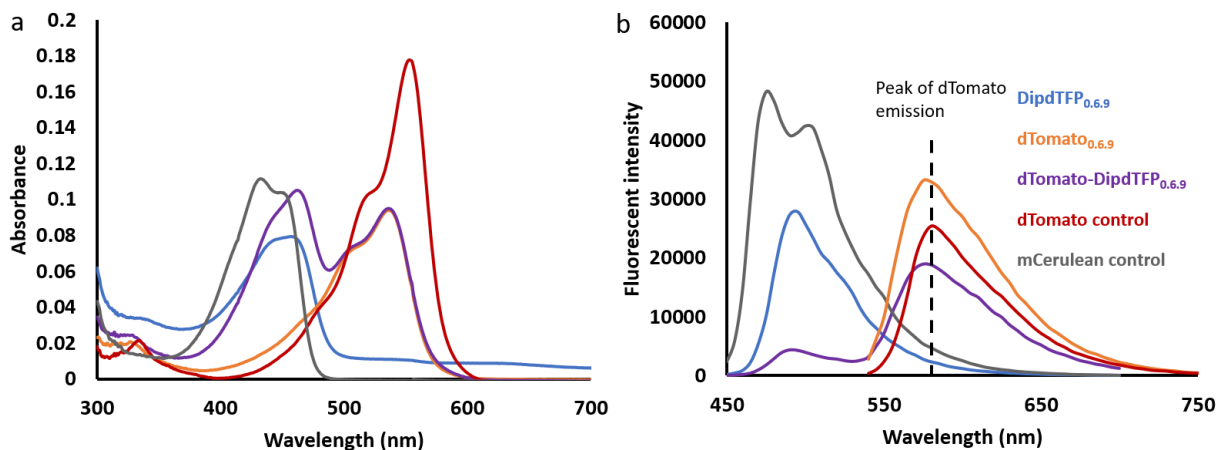 a
0.2
0.18
0.16
0.14
0.12
0.1
0.08
0.06
0.04
0.02
0
Absorbance
300 400 500 600 700
Wavelength (nm)
b
60000
50000
40000
30000
20000
10000
0
Fluorescent intensity
Peak of dTomato
emission
DipdTFP0.6.9
dTomato0.6.9
dTomato-DipdTFP0.6.9
dTomato control
mCerulean control
450 550 650 750
Wavelength (nm)